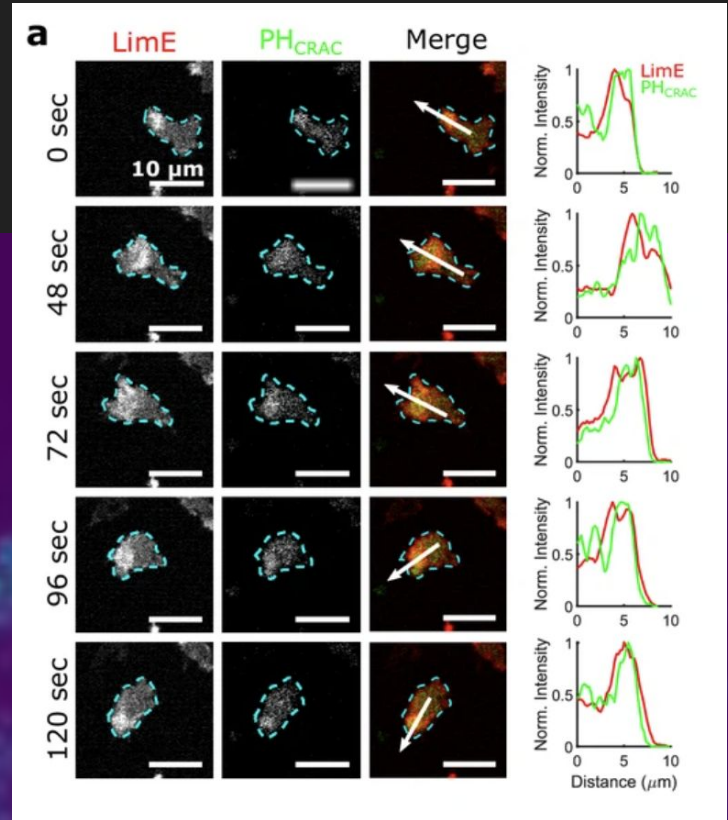 a
LimE
PH_CRAC
Merge
0 sec
10 μm
Norm. Intensity
1
0.5
0
0 5 10
LimE
PH_CRAC
48 sec
Norm. Intensity
1
0.5
0
0 5 10
72 sec
Norm. Intensity
1
0.5
0
0 5 10
96 sec
Norm. Intensity
1
0.5
0
0 5 10
120 sec
Norm. Intensity
1
0.5
0
0 5 10
Distance (μm)